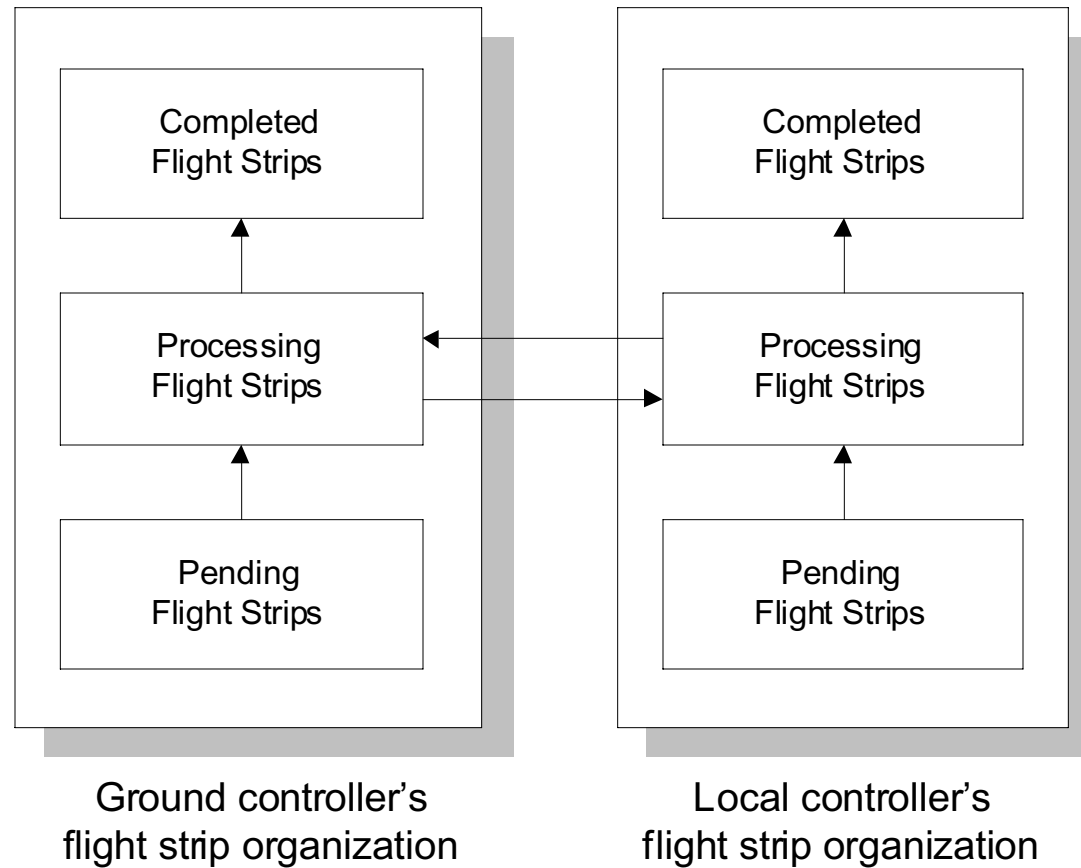 Completed
Flight Strips
Processing
Flight Strips
Pending
Flight Strips
Ground controller's
flight strip organization
Completed
Flight Strips
Processing
Flight Strips
Pending
Flight Strips
Local controller's
flight strip organization